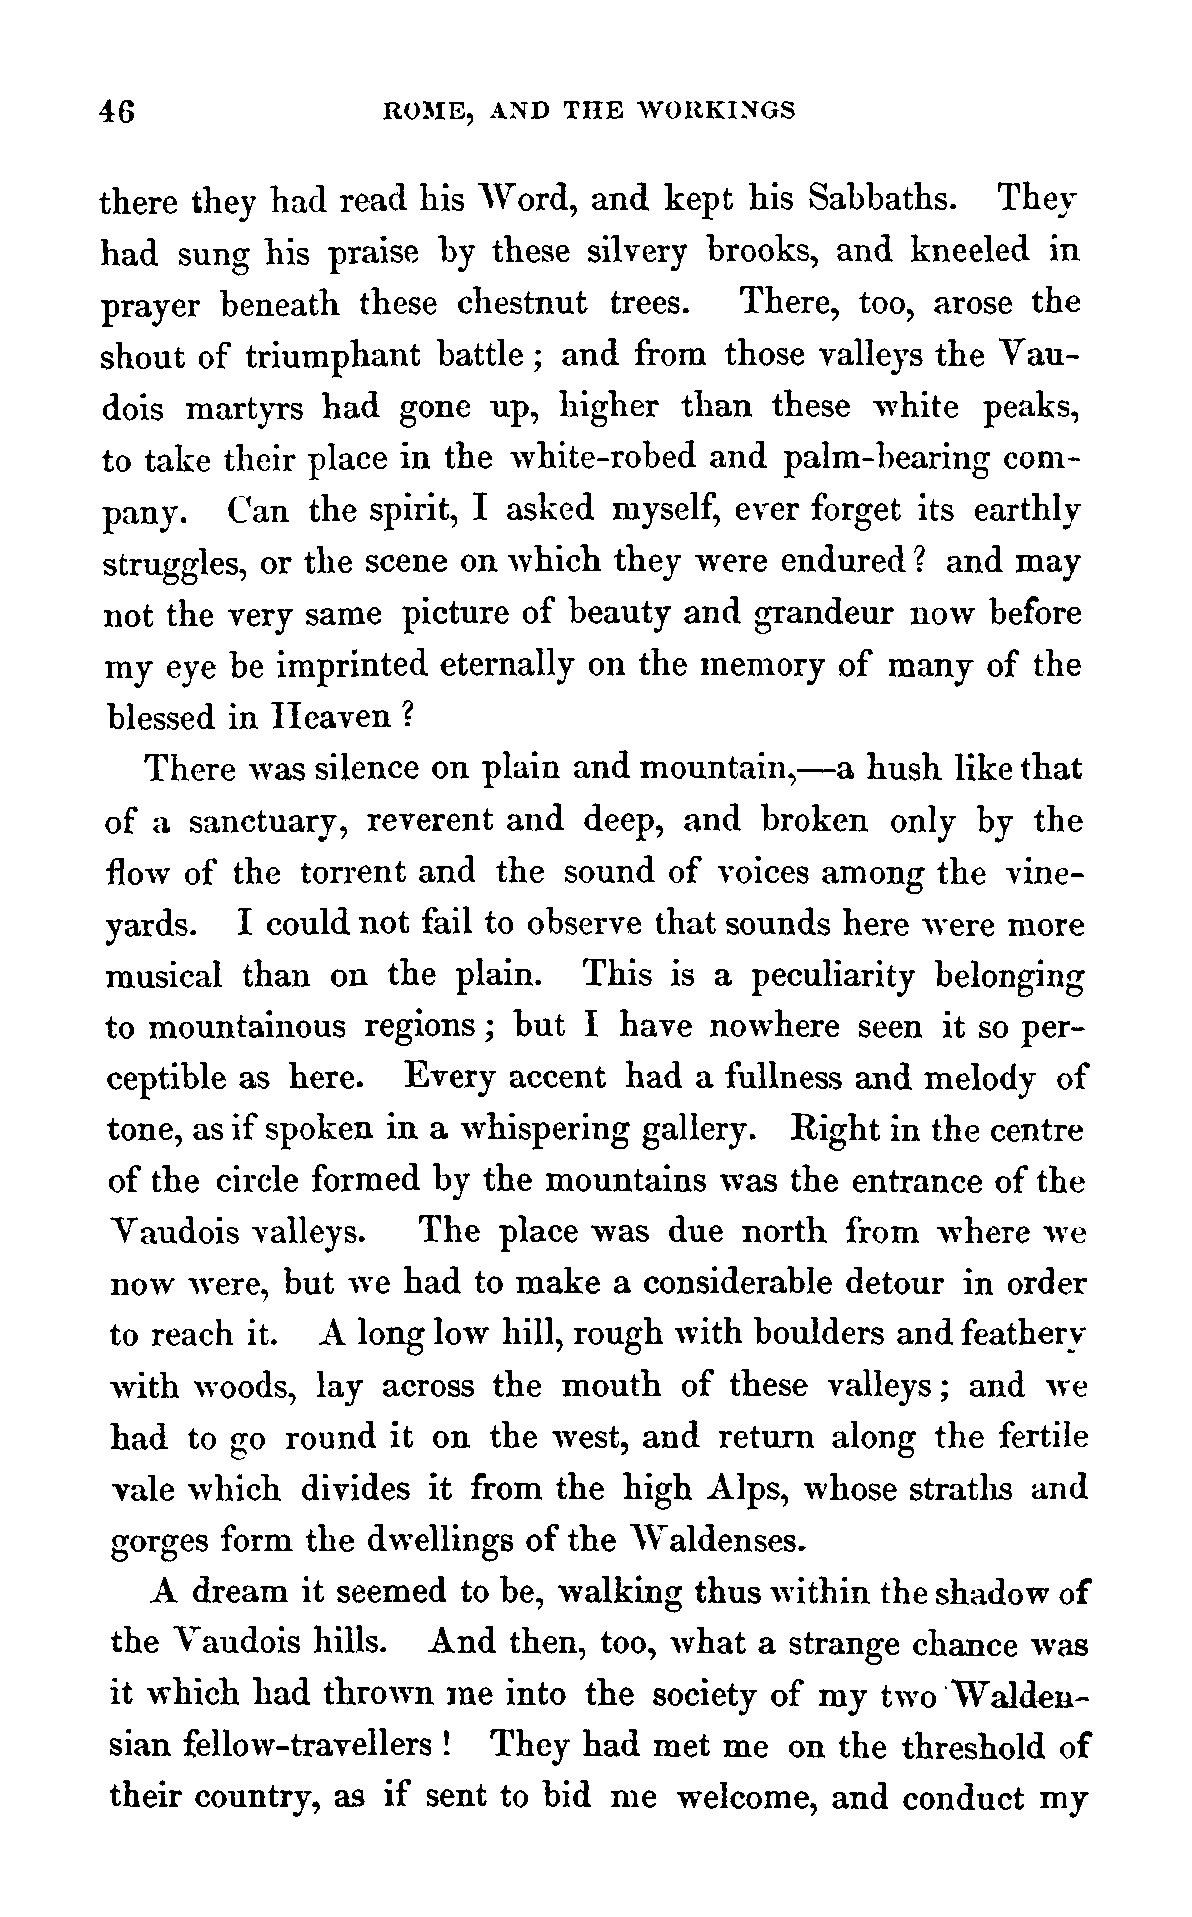 46 ROME, AND THE WORKINGS
there they had read his Word, and kept his Sabbaths. They
had sung his praise by these silvery brooks, and kneeled in
prayer beneath these chestnut trees. There, too, arose the
shout of triumphant battle; and from those valleys the Vau-
dois martyrs had gone up, higher than these white peaks,
to take their place in the white-robed and palm-bearing com-
pany. Can the spirit, I asked myself, ever forget its earthly
struggles, or the scene on which they were endured? and may
not the very same picture of beauty and grandeur now before
my eye be imprinted eternally on the memory of many of the
blessed in Heaven?
There was silence on plain and mountain,—a hush like that
of a sanctuary, reverent and deep, and broken only by the
flow of the torrent and the sound of voices among the vine-
yards. I could not fail to observe that sounds here were more
musical than on the plain. This is a peculiarity belonging
to mountainous regions; but I have nowhere seen it so per-
ceptible as here. Every accent had a fullness and melody of
tone, as if spoken in a whispering gallery. Right in the centre
of the circle formed by the mountains was the entrance of the
Vaudois valleys. The place was due north from where we
now were, but we had to make a considerable detour in order
to reach it. A long low hill, rough with boulders and feathery
with woods, lay across the mouth of these valleys; and we
had to go round it on the west, and return along the fertile
vale which divides it from the high Alps, whose straths and
gorges form the dwellings of the Waldenses.
A dream it seemed to be, walking thus within the shadow of
the Vaudois hills. And then, too, what a strange chance was
it which had thrown me into the society of my two Walden-
sian fellow-travellers! They had met me on the threshold of
their country, as if sent to bid me welcome, and conduct my